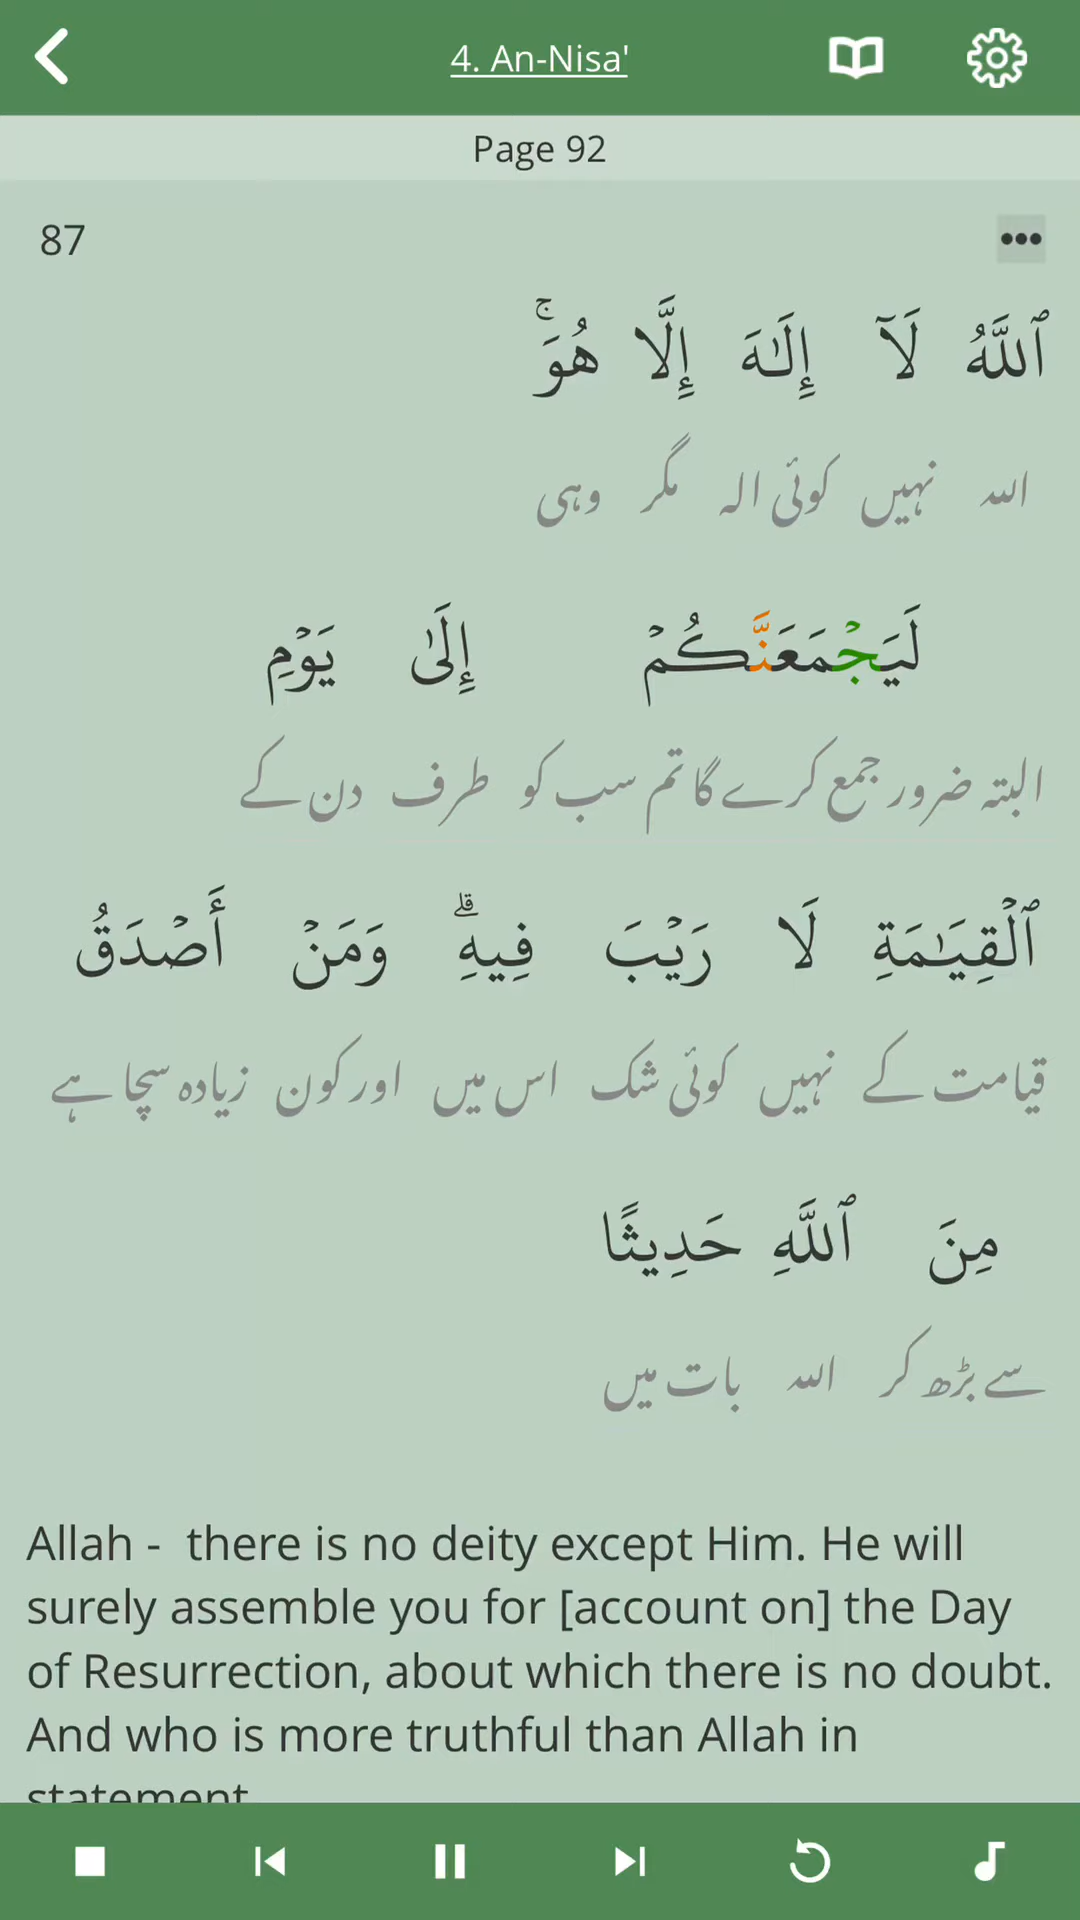 4. An-Nisa'
Page 92
87
ٱللَّهُ لَآ إِلَـٰهَ إِلَّا هُوَۚ
اللہ نہیں کوئی الہ مگر وہی
لَيَجْمَعَنَّكُمْ إِلَىٰ يَوْمِ
البتہ ضرور جمع کرے گا تم سب کو طرف دن کے
ٱلْقِيَـٰمَةِ لَا رَيْبَ فِيهِۗ وَمَنْ أَصْدَقُ
قیامت کے نہیں کوئی شک اس میں اور کون زیادہ سچا ہے
مِنَ ٱللَّهِ حَدِيثًا
سے بڑھ کر اللہ بات میں
Allah - there is no deity except Him. He will
surely assemble you for [account on] the Day
of Resurrection, about which there is no doubt.
And who is more truthful than Allah in
statement